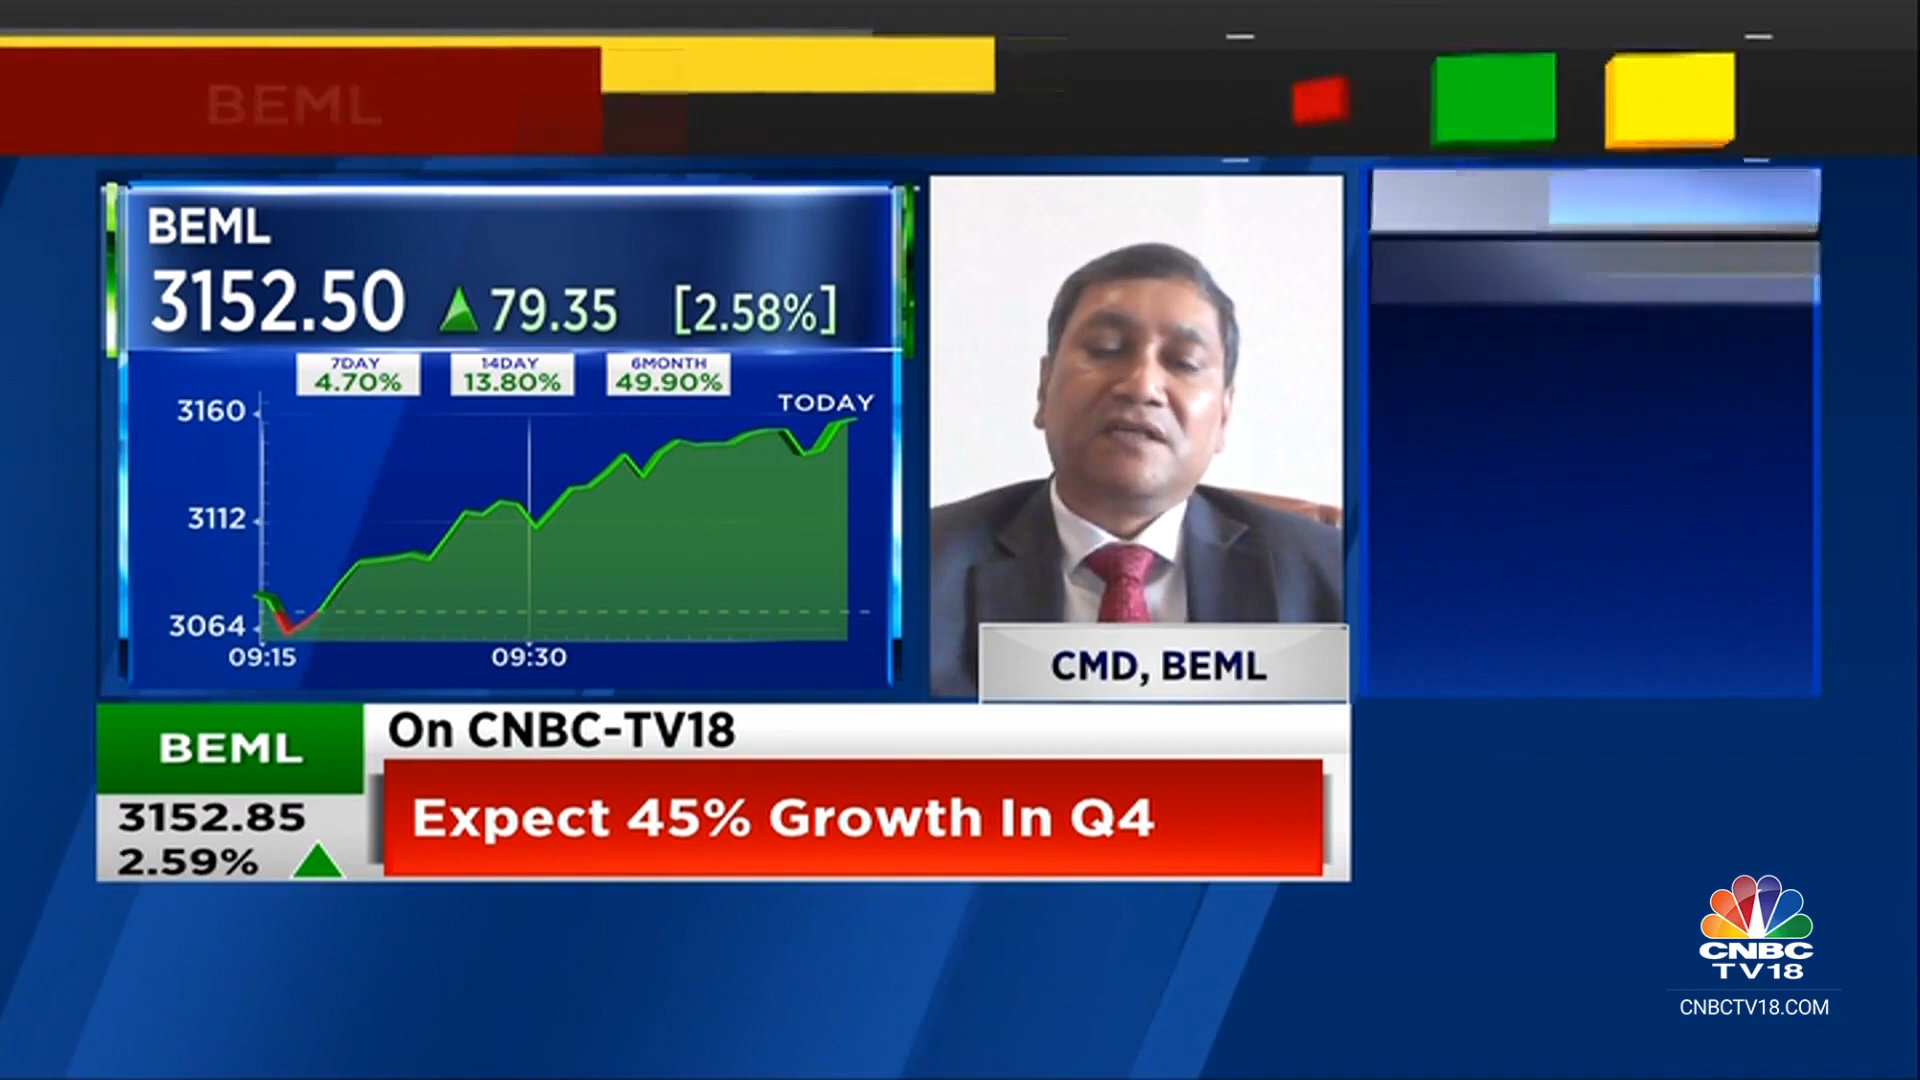 BEML
BEML
3152.50 ▲ 79.35 [2.58%]
7DAY
4.70%
14DAY
13.80%
6MONTH
49.90%
TODAY
3160
3112
3064
09:15
09:30
CMD, BEML
BEML
3152.85
2.59% ▲
On CNBC-TV18
Expect 45% Growth In Q4
CNBC
TV18
CNBCTV18.COM